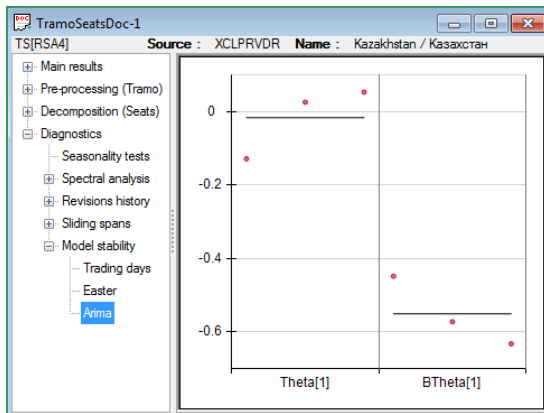 TramoSeatsDoc-1
TS[RSA4] Source : XCLPRVDR Name : Kazakhstan / Казахстан
Main results
Pre-processing (Tramo)
Decomposition (Seats)
Diagnostics
Seasonality tests
Spectral analysis
Revisions history
Sliding spans
Model stability
Trading days
Easter
Arima
0
-0.2
-0.4
-0.6
Theta[1] BTheta[1]